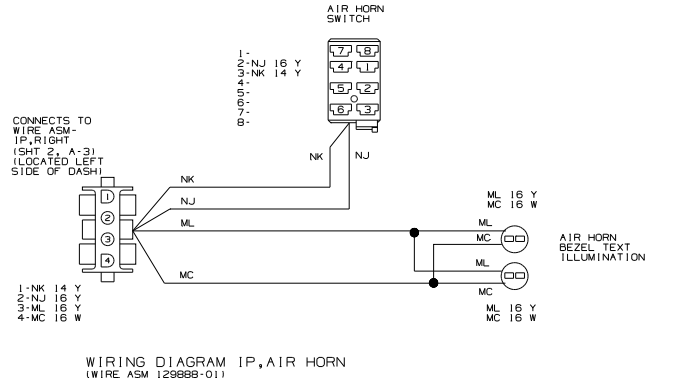 AIR HORN
SWITCH
7 8
4 1
5 2
6 3
1-
2-NJ 16 Y
3-NK 14 Y
4-
5-
6-
7-
8-
CONNECTS TO
WIRE ASM-
IP,RIGHT
(SHT 2, A-3)
(LOCATED LEFT
SIDE OF DASH)
NK
NJ
NK
NJ
ML
MC
1
2
3
4
ML 16 Y
MC 16 W
ML
MC
ML
MC
AIR HORN
BEZEL TEXT
ILLUMINATION
1-NK 14 Y
2-NJ 16 Y
3-ML 16 Y
4-MC 16 W
ML 16 Y
MC 16 W
WIRING DIAGRAM IP,AIR HORN
(WIRE ASM 129888-01)